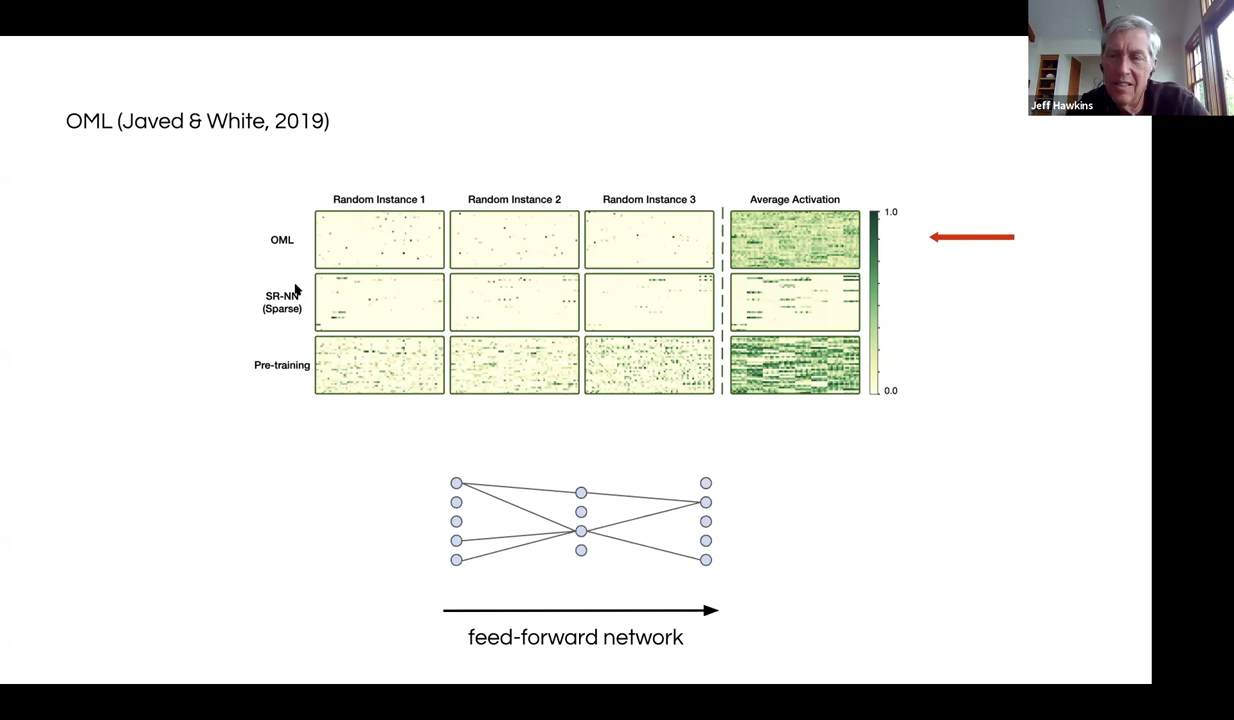 Jeff Hawkins
OML (Javed & White, 2019)
Random Instance 1
Random Instance 2
Random Instance 3
Average Activation
OML
SR-NN
(Sparse)
Pre-training
1.0
0.0
feed-forward network